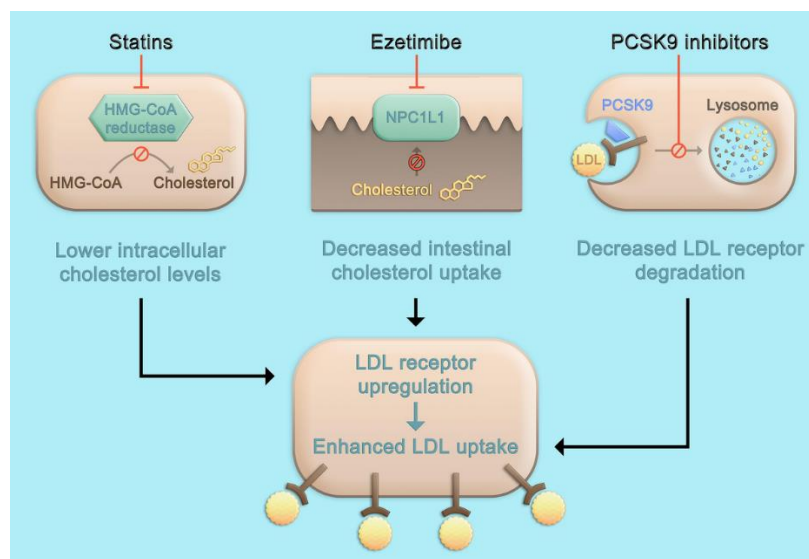 Statins
HMG-CoA
reductase
HMG-CoA
Cholesterol
Lower intracellular
cholesterol levels
Ezetimibe
NPC1L1
Cholesterol
Decreased intestinal
cholesterol uptake
PCSK9 inhibitors
PCSK9
LDL
Lysosome
Decreased LDL receptor
degradation
LDL receptor
upregulation
Enhanced LDL uptake